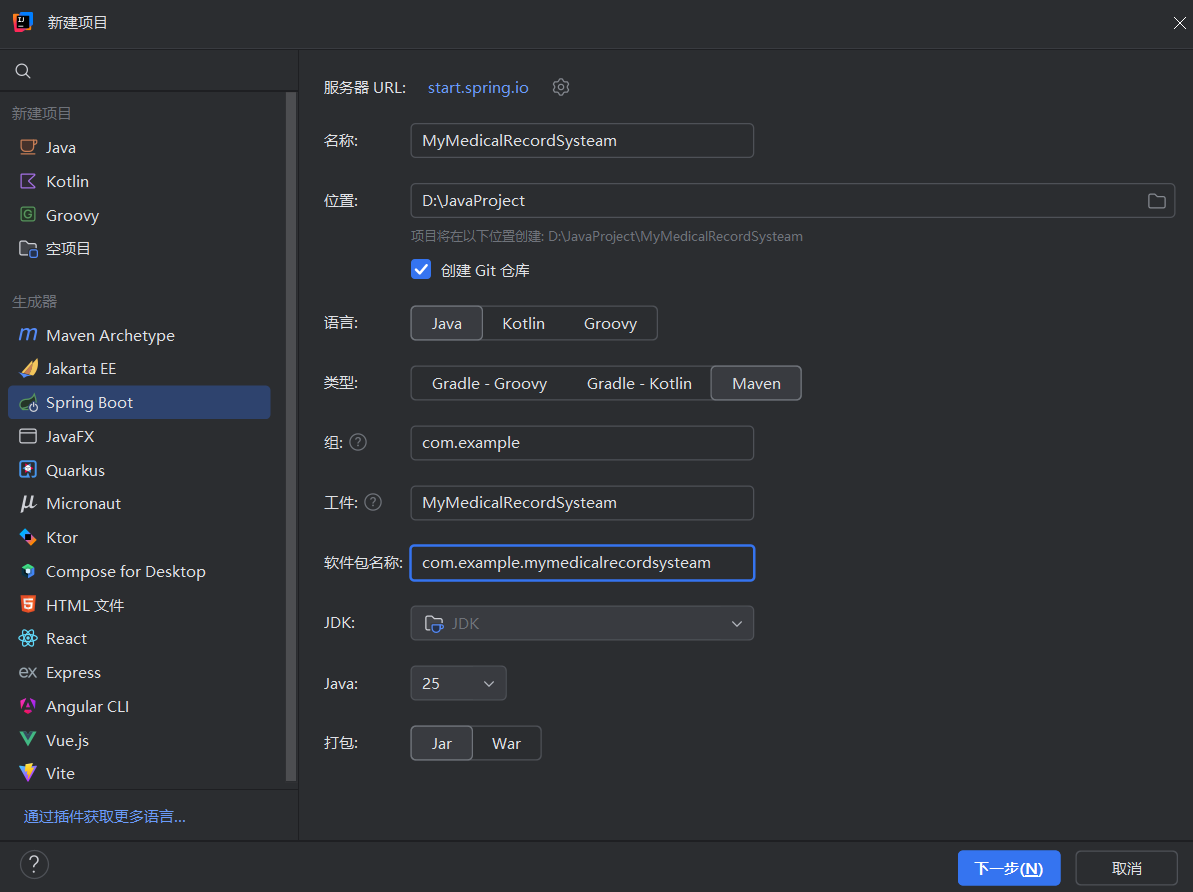 新建项目
新建项目
Java
Kotlin
Groovy
空项目
生成器
Maven Archetype
Jakarta EE
Spring Boot
JavaFX
Quarkus
Micronaut
Ktor
Compose for Desktop
HTML 文件
React
ex Express
Angular CLI
Vue.js
Vite
通过插件获取更多语言...
?
服务器 URL: start.spring.io
名称: MyMedicalRecordSysteam
位置: D:\JavaProject
项目将在以下位置创建: D:\JavaProject\MyMedicalRecordSysteam
创建 Git 仓库
语言: Java Kotlin Groovy
类型: Gradle - Groovy Gradle - Kotlin Maven
组: ? com.example
工件: ? MyMedicalRecordSysteam
软件包名称: com.example.mymedicalrecordsysteam
JDK: JDK
Java: 25
打包: Jar War
下一步(N) 取消